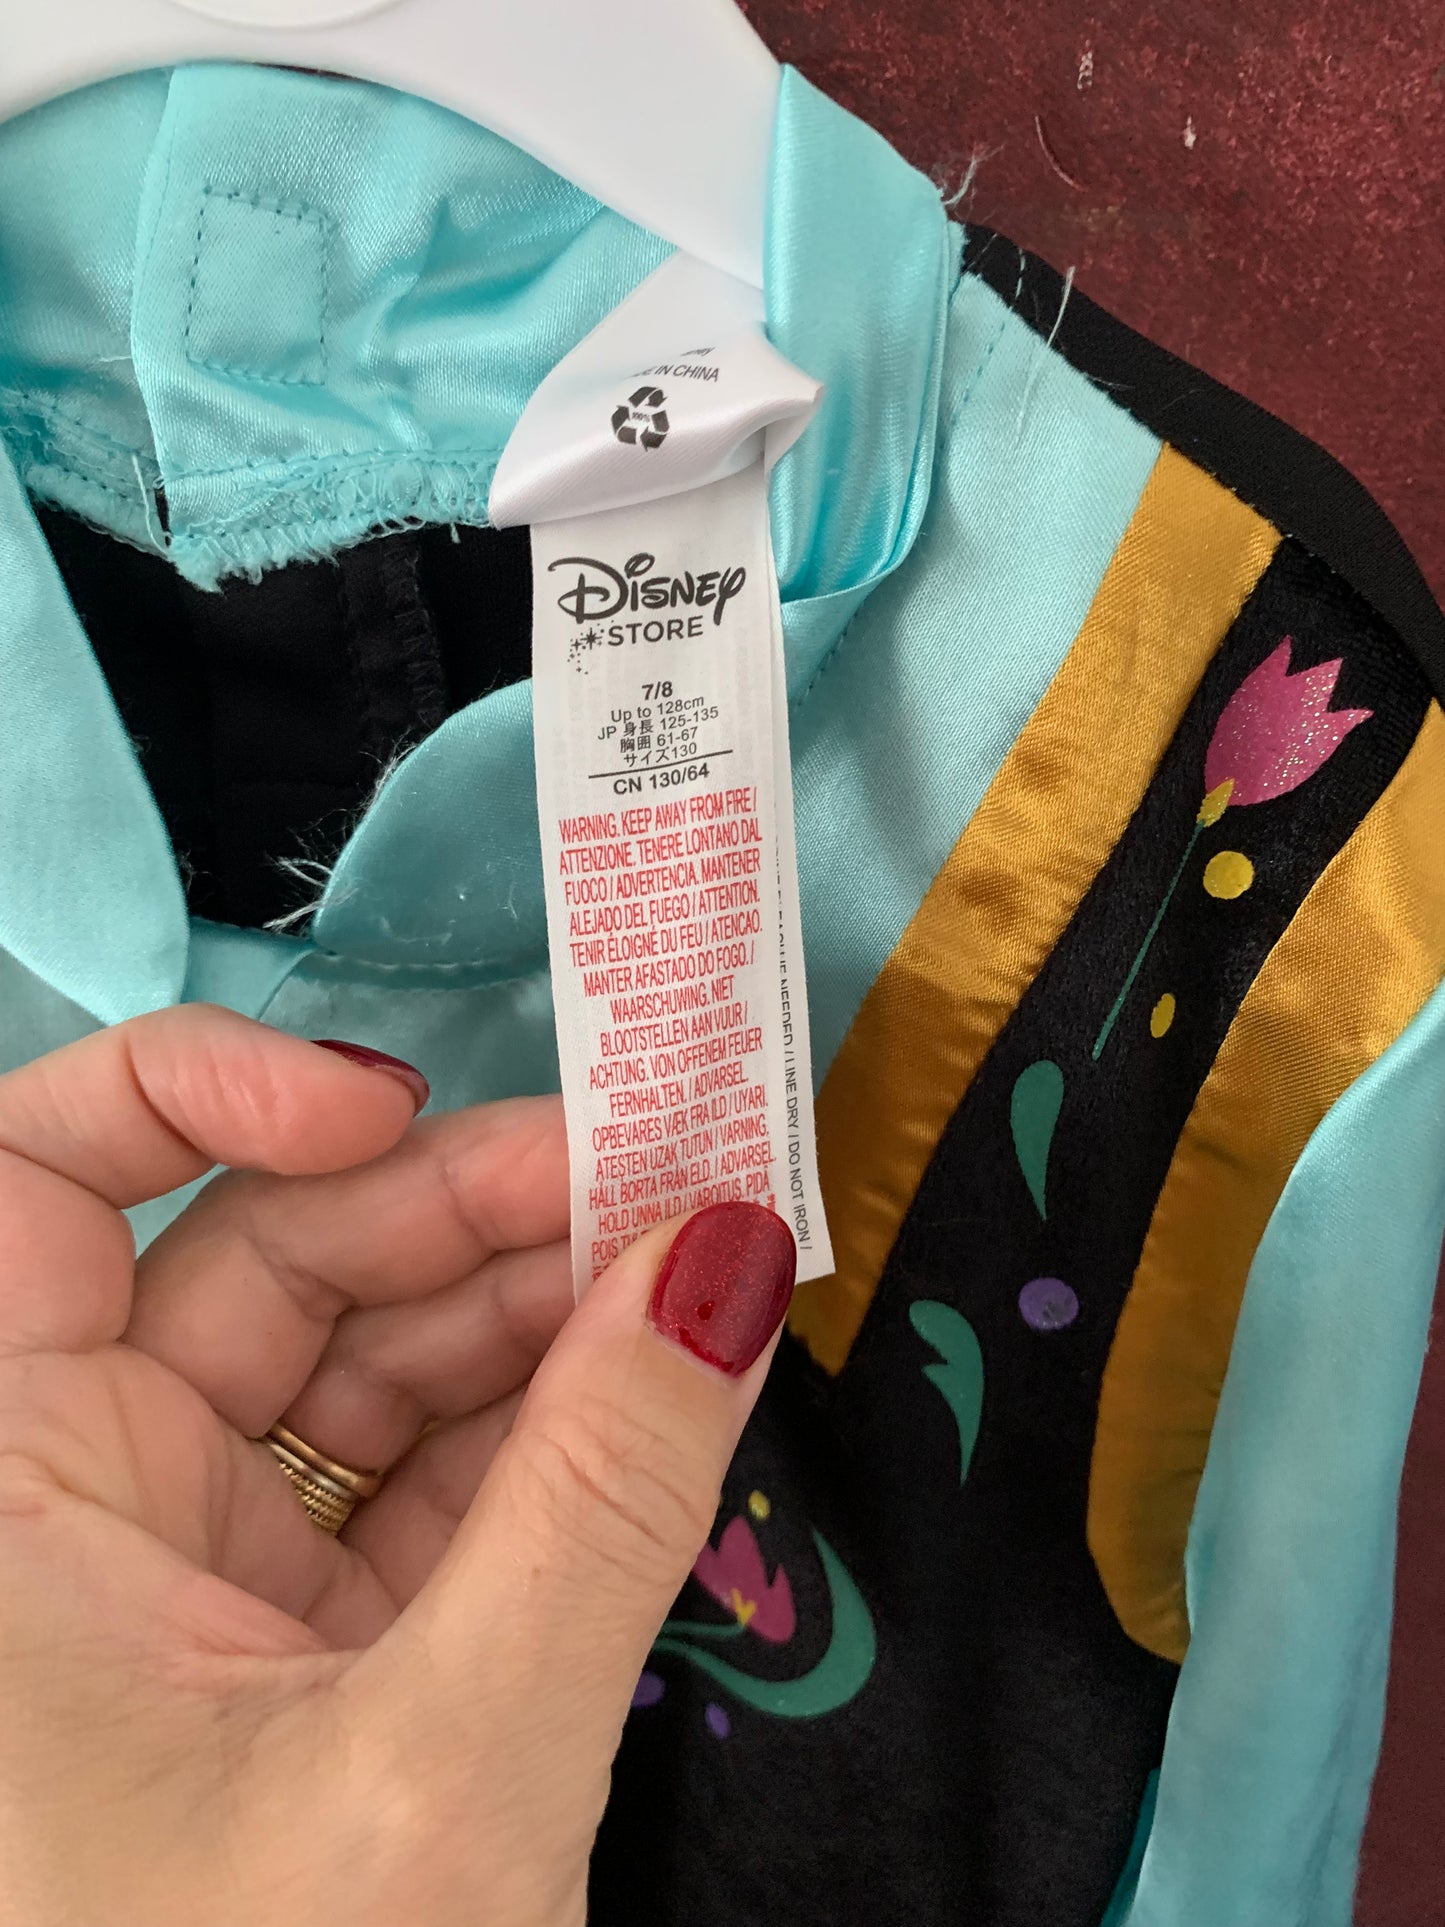 IN CHINA
100%
Disney
STORE
7/8
Up to 128cm
JP 身長 125-135
胸囲 61-67
サイズ130
CN 130/64
WARNING. KEEP AWAY FROM FIRE /
ATTENZIONE. TENERE LONTANO DAL
FUOCO / ADVERTENCIA. MANTENER
ALEJADO DEL FUEGO / ATTENTION.
TENIR ÉLOIGNÉ DU FEU / ATENCAO.
MANTER AFASTADO DO FOGO. /
WAARSCHUWING. NIET
BLOOTSTELLEN AAN VUUR /
ACHTUNG. VON OFFENEM FEUER
FERNHALTEN. / ADVARSEL.
OPBEVARES VÆK FRA ILD / UYARI.
ATESTEN UZAK TUTUN / VARNING.
HÅLL BORTA FRÅN ELD. / ADVARSEL.
HOLD UNNA ILD / VAROITUS. PIDÄ
POIS
NEEDED / LINE DRY / DO NOT IRON /